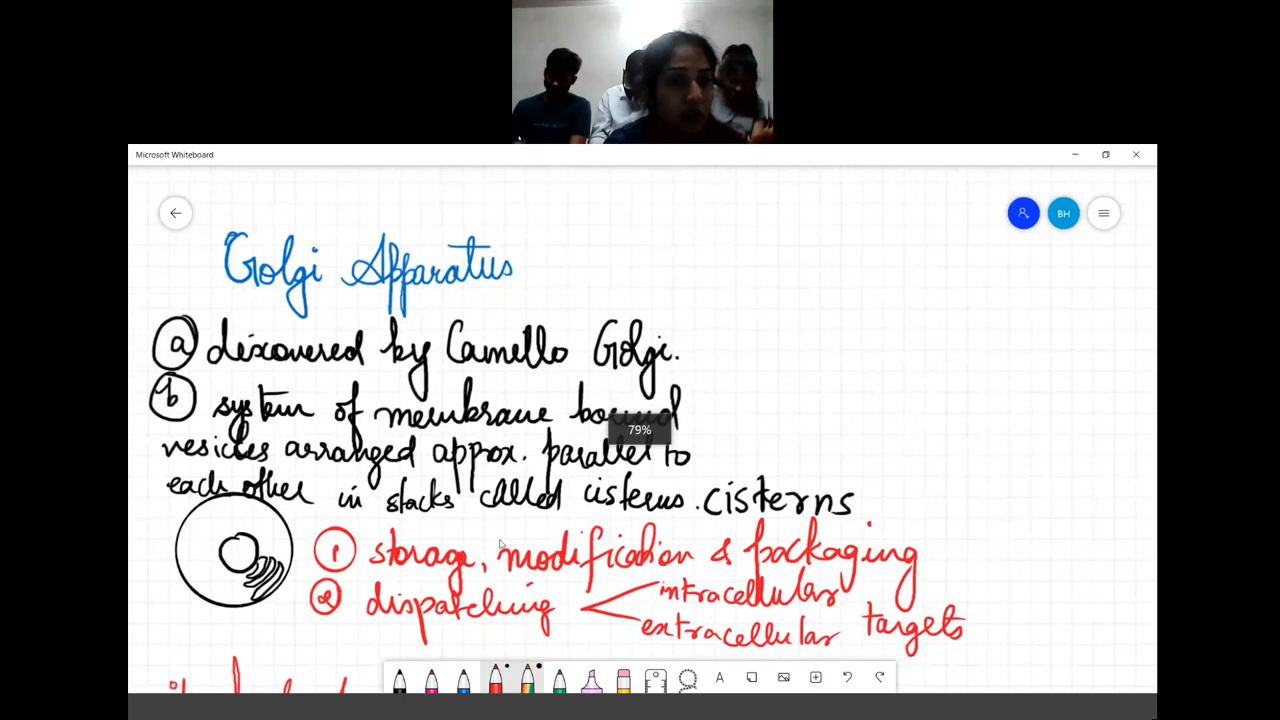 Microsoft Whiteboard
BH
Golgi Apparatus
a discovered by Camello Golgi.
b system of membrane bound
79%
vesicles arranged approx. parallel to
each other in stacks called cisterns. cisterns
1 storage, modification & packaging
2 dispatching
intracellular
extracellular targets
A